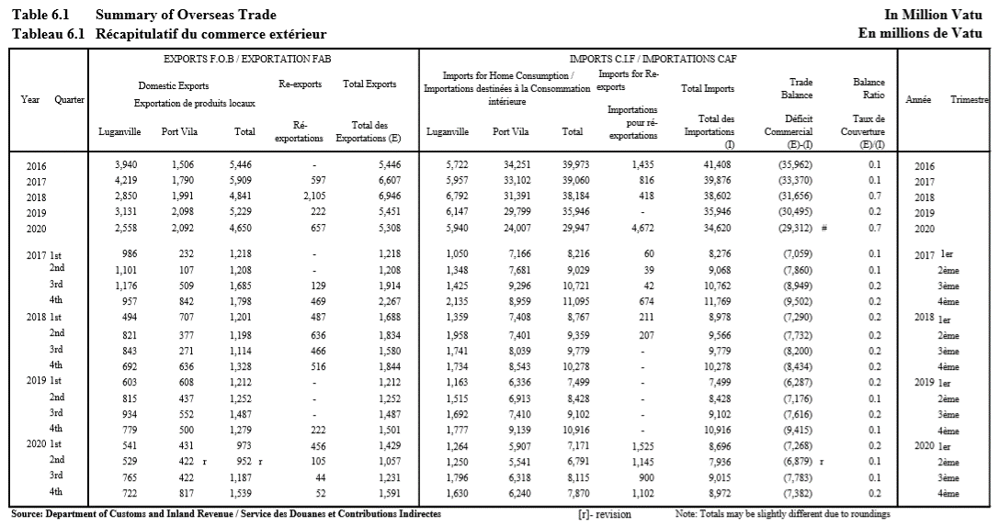 Table 6.1 Summary of Overseas Trade In Million Vatu
Tableau 6.1 Récapitulatif du commerce extérieur En millions de Vatu
EXPORTS F.O.B / EXPORTATION FAB IMPORTS C.I.F / IMPORTATIONS CAF
Year Quarter Domestic Exports Re-exports Total Exports Imports for Home Consumption / Importations destinées à la Consommation intérieure Imports for Re-exports Total Imports Trade Balance Balance Ratio Année Trimestre
Exportation de produits locaux Ré-exportations Total des Exportations (E) Importations pour ré-exportations Total des Importations (I) Déficit Commercial (E)-(I) Taux de Couverture (E)/(I)
Luganville Port Vila Total Luganville Port Vila Total
2016 3,940 1,506 5,446 - 5,446 5,722 34,251 39,973 1,435 41,408 (35,962) 0.1 2016
2017 4,219 1,790 5,909 597 6,607 5,957 33,102 39,060 816 39,876 (33,370) 0.1 2017
2018 2,850 1,991 4,841 2,105 6,946 6,792 31,391 38,184 418 38,602 (31,656) 0.7 2018
2019 3,131 2,098 5,229 222 5,451 6,147 29,799 35,946 - 35,946 (30,495) 0.2 2019
2020 2,558 2,092 4,650 657 5,308 5,940 24,007 29,947 4,672 34,620 (29,312) # 0.7 2020
2017 1st 986 232 1,218 - 1,218 1,050 7,166 8,216 60 8,276 (7,059) 0.1 2017 1er
2nd 1,101 107 1,208 - 1,208 1,348 7,681 9,029 39 9,068 (7,860) 0.1 2ème
3rd 1,176 509 1,685 129 1,914 1,425 9,296 10,721 42 10,762 (8,949) 0.2 3ème
4th 957 842 1,798 469 2,267 2,135 8,959 11,095 674 11,769 (9,502) 0.2 4ème
2018 1st 494 707 1,201 487 1,688 1,359 7,408 8,767 211 8,978 (7,290) 0.2 2018 1er
2nd 821 377 1,198 636 1,834 1,958 7,401 9,359 207 9,566 (7,732) 0.2 2ème
3rd 843 271 1,114 466 1,580 1,741 8,039 9,779 - 9,779 (8,200) 0.2 3ème
4th 692 636 1,328 516 1,844 1,734 8,543 10,278 - 10,278 (8,434) 0.2 4ème
2019 1st 603 608 1,212 - 1,212 1,163 6,336 7,499 - 7,499 (6,287) 0.2 2019 1er
2nd 815 437 1,252 - 1,252 1,515 6,913 8,428 - 8,428 (7,176) 0.1 2ème
3rd 934 552 1,487 - 1,487 1,692 7,410 9,102 - 9,102 (7,616) 0.2 3ème
4th 779 500 1,279 222 1,501 1,777 9,139 10,916 - 10,916 (9,415) 0.1 4ème
2020 1st 541 431 973 456 1,429 1,264 5,907 7,171 1,525 8,696 (7,268) 0.2 2020 1er
2nd 529 422 r 952 r 105 1,057 1,250 5,541 6,791 1,145 7,936 (6,879) r 0.1 2ème
3rd 765 422 1,187 44 1,231 1,796 6,318 8,115 900 9,015 (7,783) 0.1 3ème
4th 722 817 1,539 52 1,591 1,630 6,240 7,870 1,102 8,972 (7,382) 0.2 4ème
Source: Department of Customs and Inland Revenue / Service des Douanes et Contributions Indirectes [r]- revision Note: Totals may be slightly different due to roundings